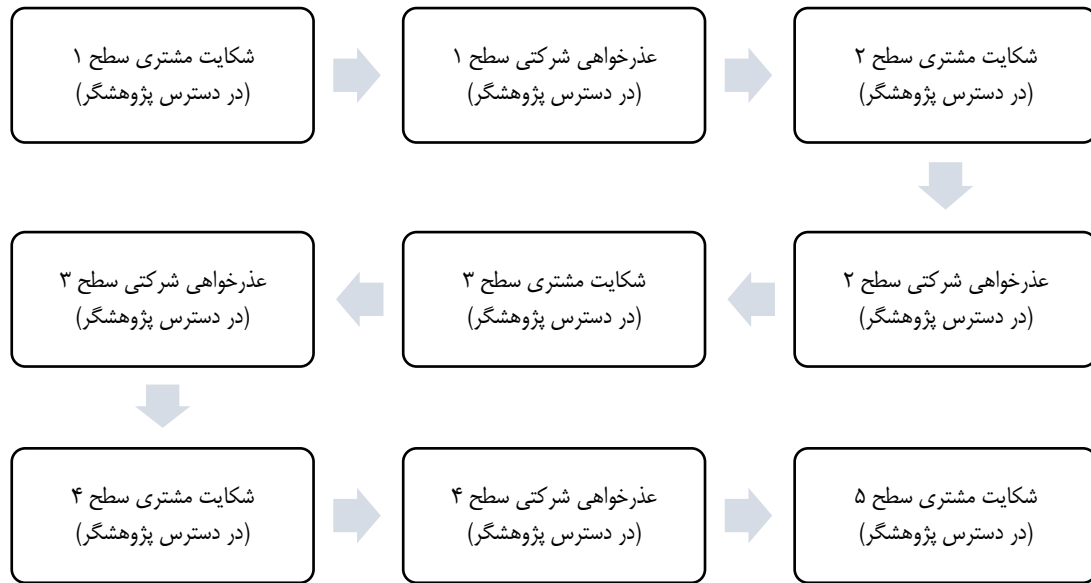 شکایت مشتری سطح ۱
(در دسترس پژوهشگر)
عذرخواهی شرکتی سطح ۱
(در دسترس پژوهشگر)
شکایت مشتری سطح ۲
(در دسترس پژوهشگر)
عذرخواهی شرکتی سطح ۲
(در دسترس پژوهشگر)
شکایت مشتری سطح ۳
(در دسترس پژوهشگر)
عذرخواهی شرکتی سطح ۳
(در دسترس پژوهشگر)
شکایت مشتری سطح ۴
(در دسترس پژوهشگر)
عذرخواهی شرکتی سطح ۴
(در دسترس پژوهشگر)
شکایت مشتری سطح ۵
(در دسترس پژوهشگر)